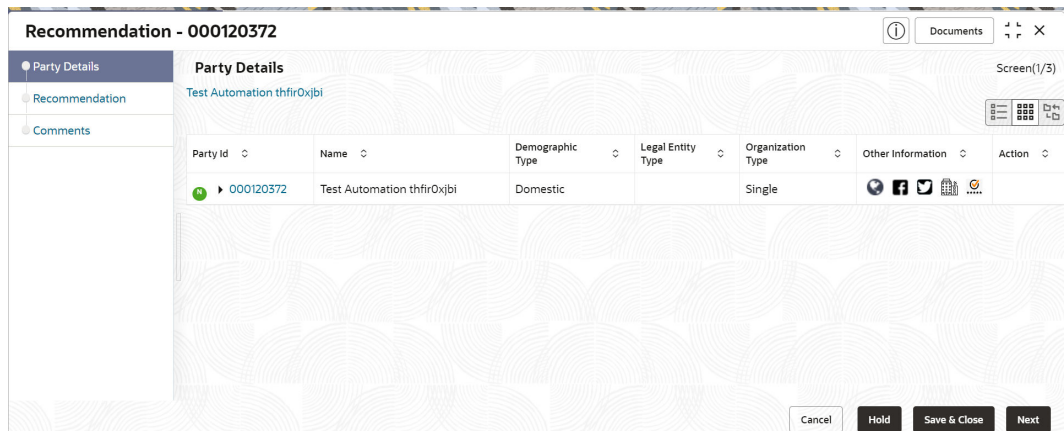 Recommendation - 000120372
Documents
Party Details
Recommendation
Comments
Party Details
Screen(1/3)
Test Automation thfir0xjbi
Party Id
Name
Demographic Type
Legal Entity Type
Organization Type
Other Information
Action
N
000120372
Test Automation thfir0xjbi
Domestic
Single
Cancel
Hold
Save & Close
Next